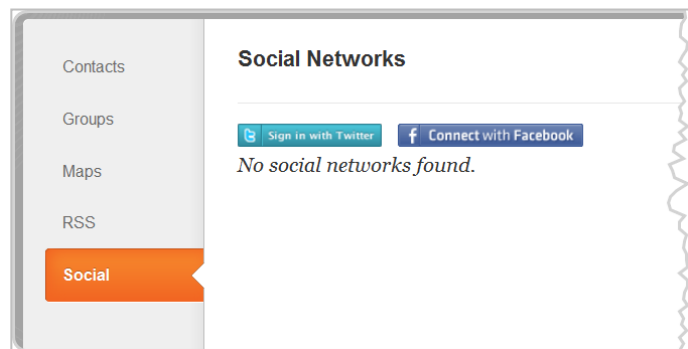 Contacts
Groups
Maps
RSS
Social
Social Networks
Sign in with Twitter
Connect with Facebook
No social networks found.